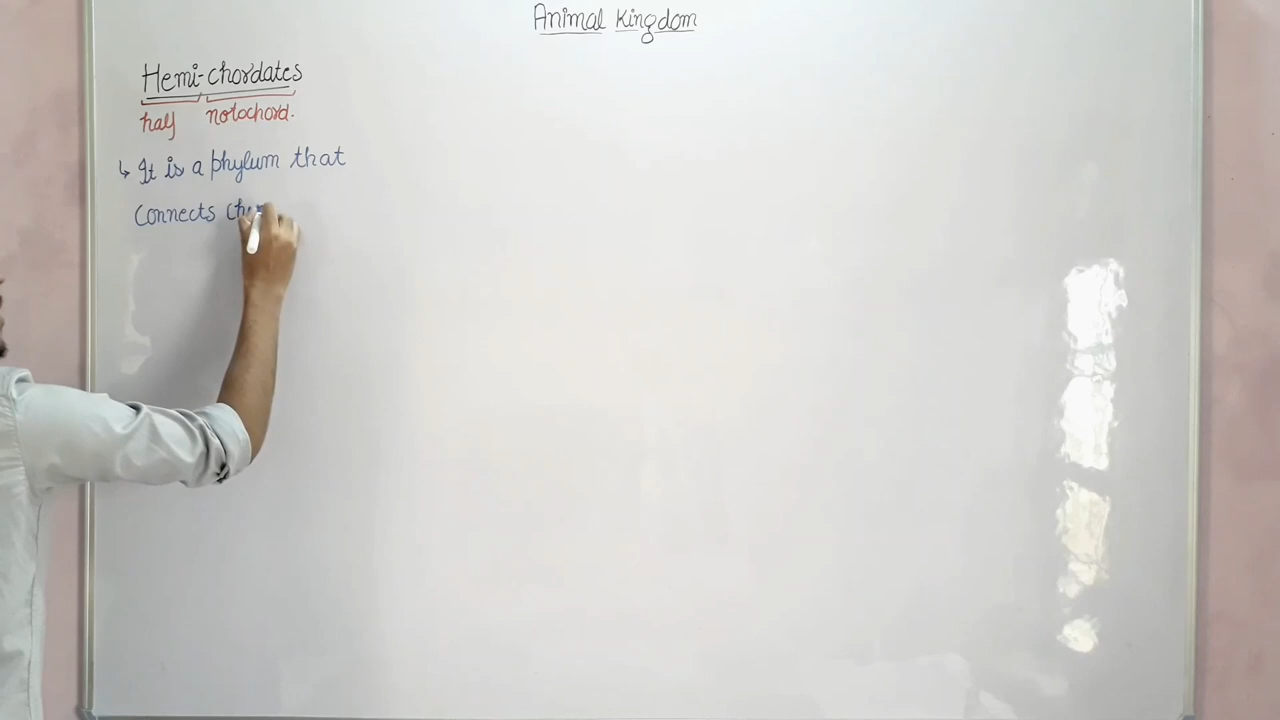 Animal Kingdom
Hemi-chordates
half notochord.
↳ It is a phylum that
Connects